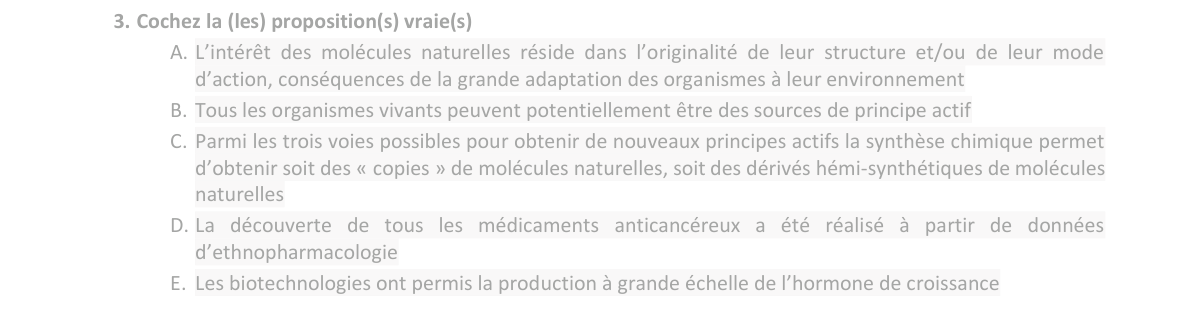 3. Cochez la (les) proposition(s) vraie(s)
A. L’intérêt des molécules naturelles réside dans l’originalité de leur structure et/ou de leur mode
d’action, conséquences de la grande adaptation des organismes à leur environnement
B. Tous les organismes vivants peuvent potentiellement être des sources de principe actif
C. Parmi les trois voies possibles pour obtenir de nouveaux principes actifs la synthèse chimique permet
d’obtenir soit des « copies » de molécules naturelles, soit des dérivés hémi-synthétiques de molécules
naturelles
D. La découverte de tous les médicaments anticancéreux a été réalisé à partir de données
d’ethnopharmacologie
E. Les biotechnologies ont permis la production à grande échelle de l’hormone de croissance